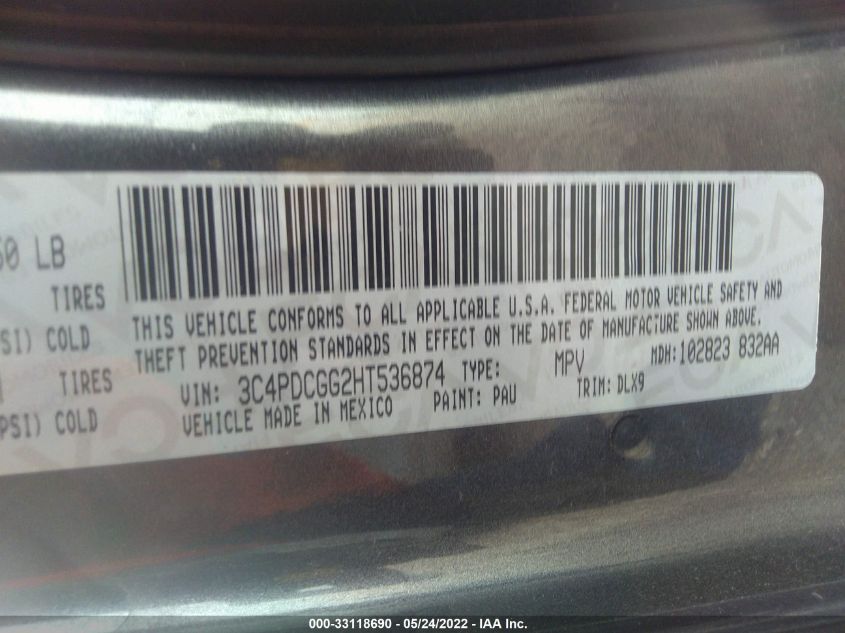 50 LB
TIRES
SI) COLD
TIRES
PSI) COLD
THIS VEHICLE CONFORMS TO ALL APPLICABLE U.S.A. FEDERAL MOTOR VEHICLE SAFETY AND
THEFT PREVENTION STANDARDS IN EFFECT ON THE DATE OF MANUFACTURE SHOWN ABOVE.
VIN: 3C4PDCGG2HT536874 TYPE: MPV MDH:102823 832AA
VEHICLE MADE IN MEXICO PAINT: PAU TRIM: DLX9
000-33118690 - 05/24/2022 - IAA Inc.